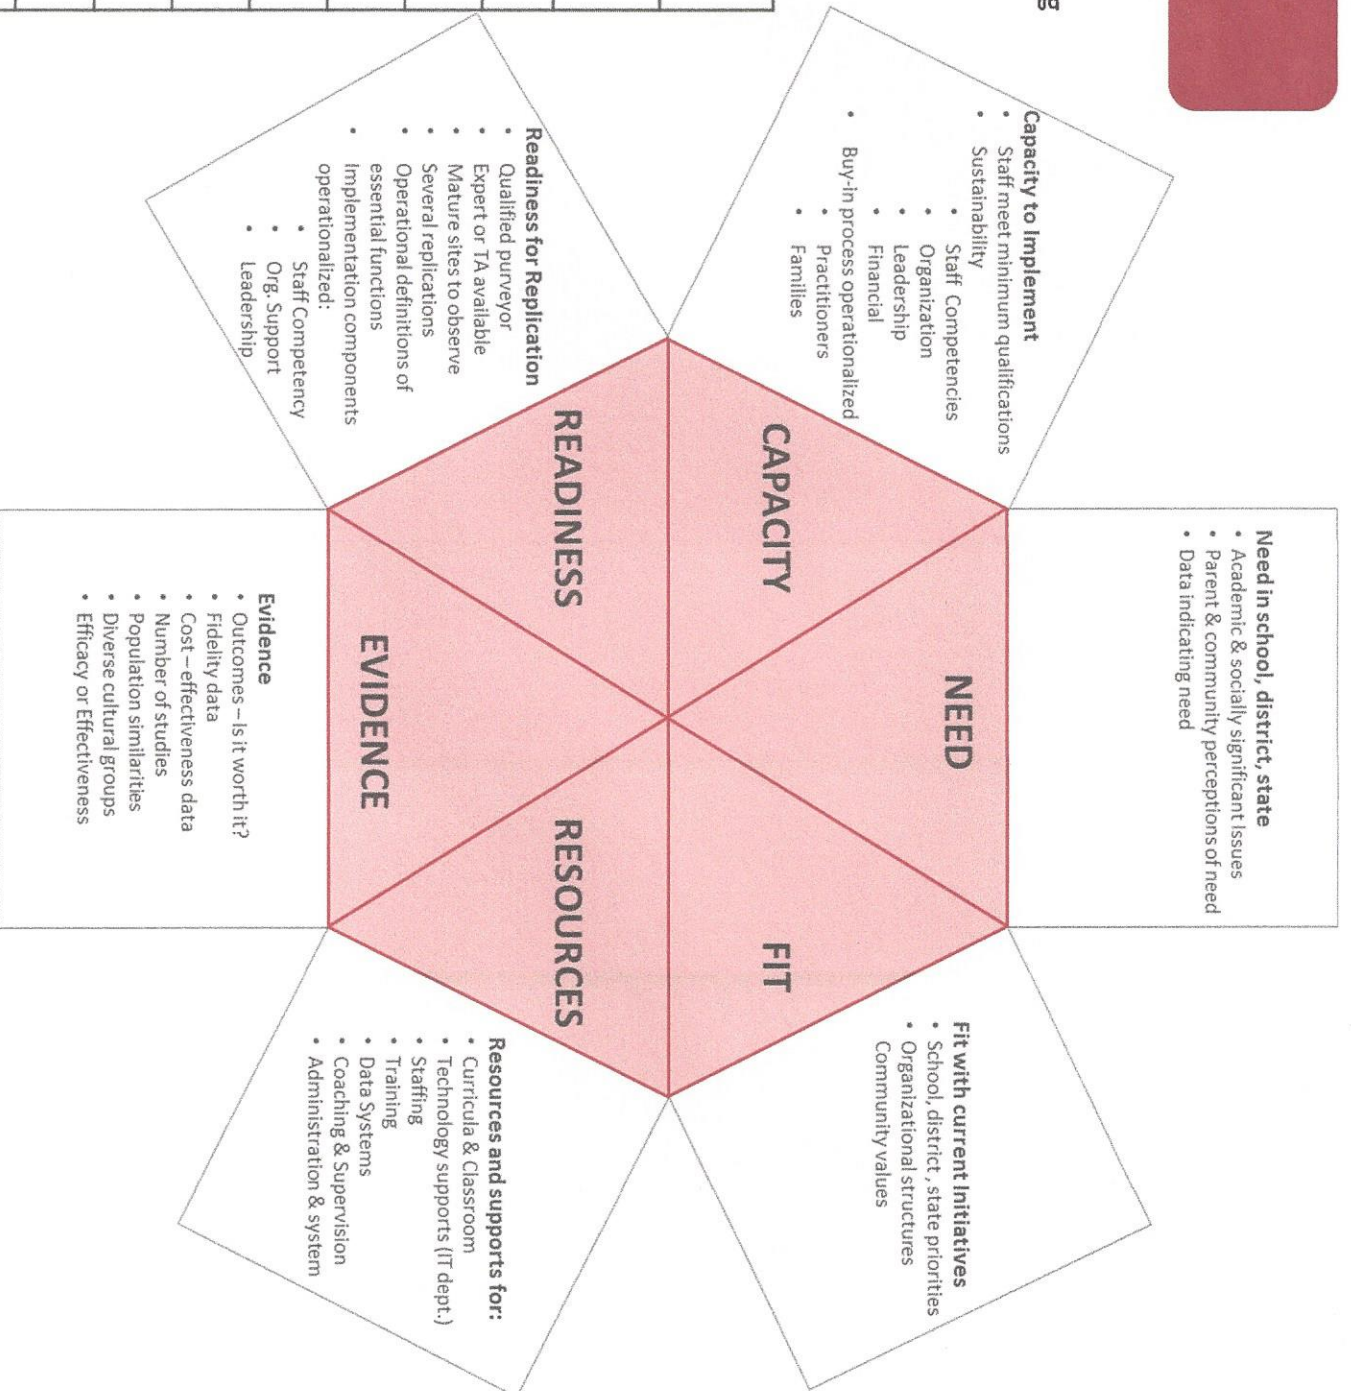 Need in school, district, state
• Academic & socially significant Issues
• Parent & community perceptions of need
• Data indicating need
NEED
Fit with current Initiatives
• School, district , state priorities
• Organizational structures
Community values
FIT
Resources and supports for:
• Curricula & Classroom
• Technology supports (IT dept.)
• Staffing
• Training
• Data Systems
• Coaching & Supervision
• Administration & system
RESOURCES
Evidence
• Outcomes – Is it worth it?
• Fidelity data
• Cost – effectiveness data
• Number of studies
• Population similarities
• Diverse cultural groups
• Efficacy or Effectiveness
EVIDENCE
Readiness for Replication
• Qualified purveyor
• Expert or TA available
• Mature sites to observe
• Several replications
• Operational definitions of
essential functions
• Implementation components
operationalized:
• Staff Competency
• Org. Support
• Leadership
READINESS
Capacity to Implement
• Staff meet minimum qualifications
• Sustainability
• Staff Competencies
• Organization
• Leadership
• Financial
• Buy-in process operationalized
• Practitioners
• Families
CAPACITY